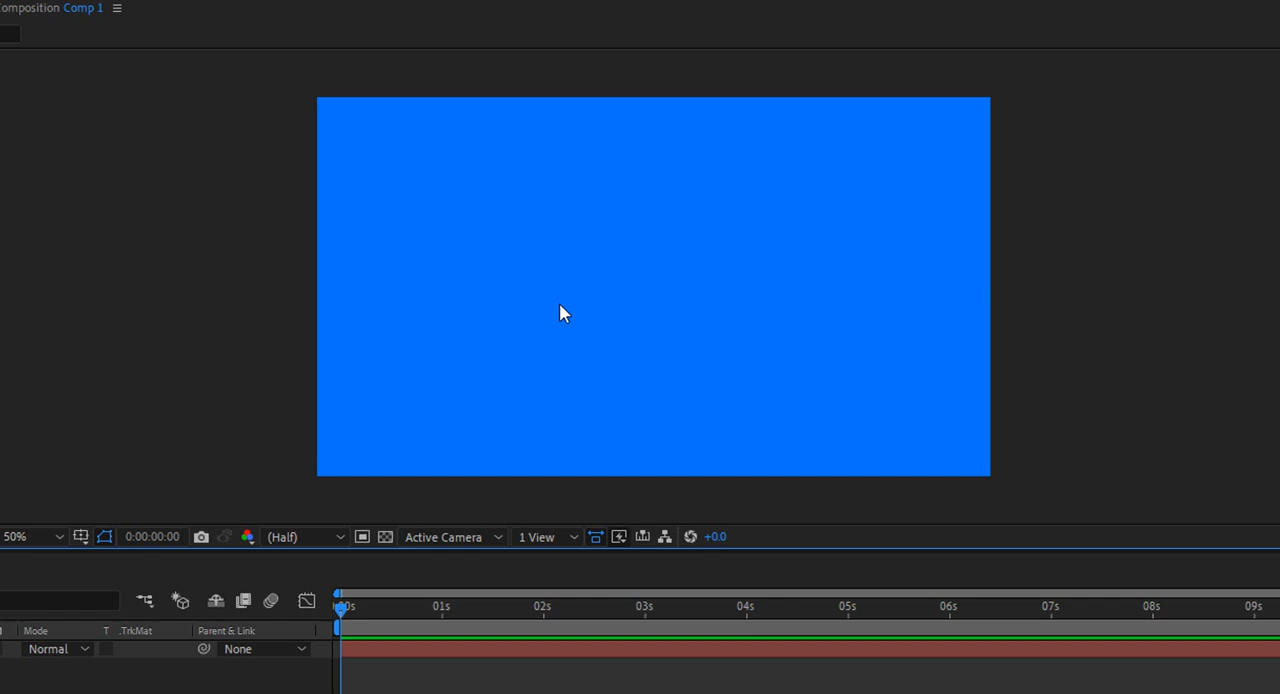 omposition Comp 1
50%
0:00:00:00
(Half)
Active Camera
1 View
+0.0
00s 01s 02s 03s 04s 05s 06s 07s 08s 09s
Mode T .TrkMat Parent & Link
Normal None